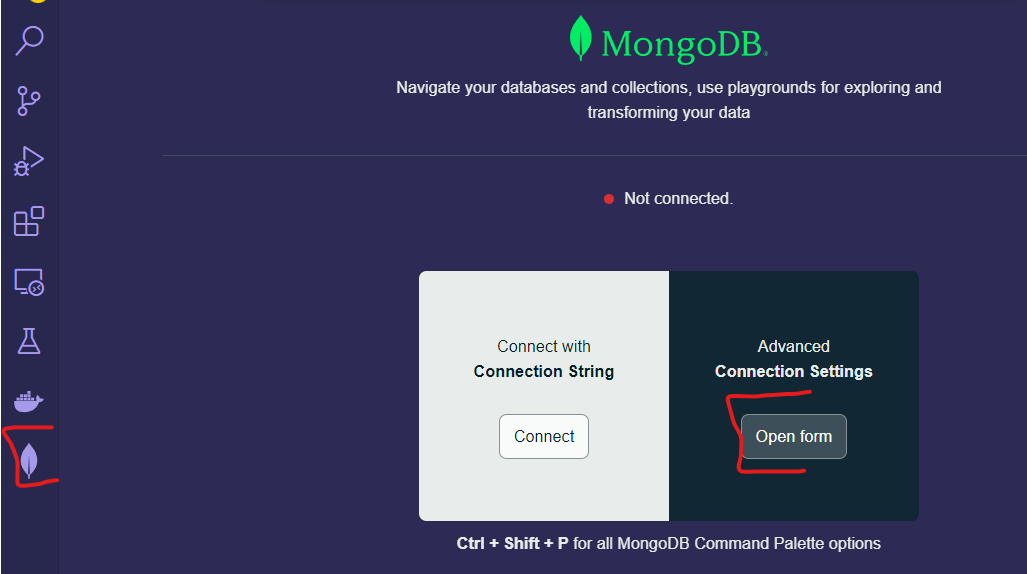 MongoDB.
Navigate your databases and collections, use playgrounds for exploring and
transforming your data
Not connected.
Connect with
Connection String
Connect
Advanced
Connection Settings
Open form
Ctrl + Shift + P for all MongoDB Command Palette options